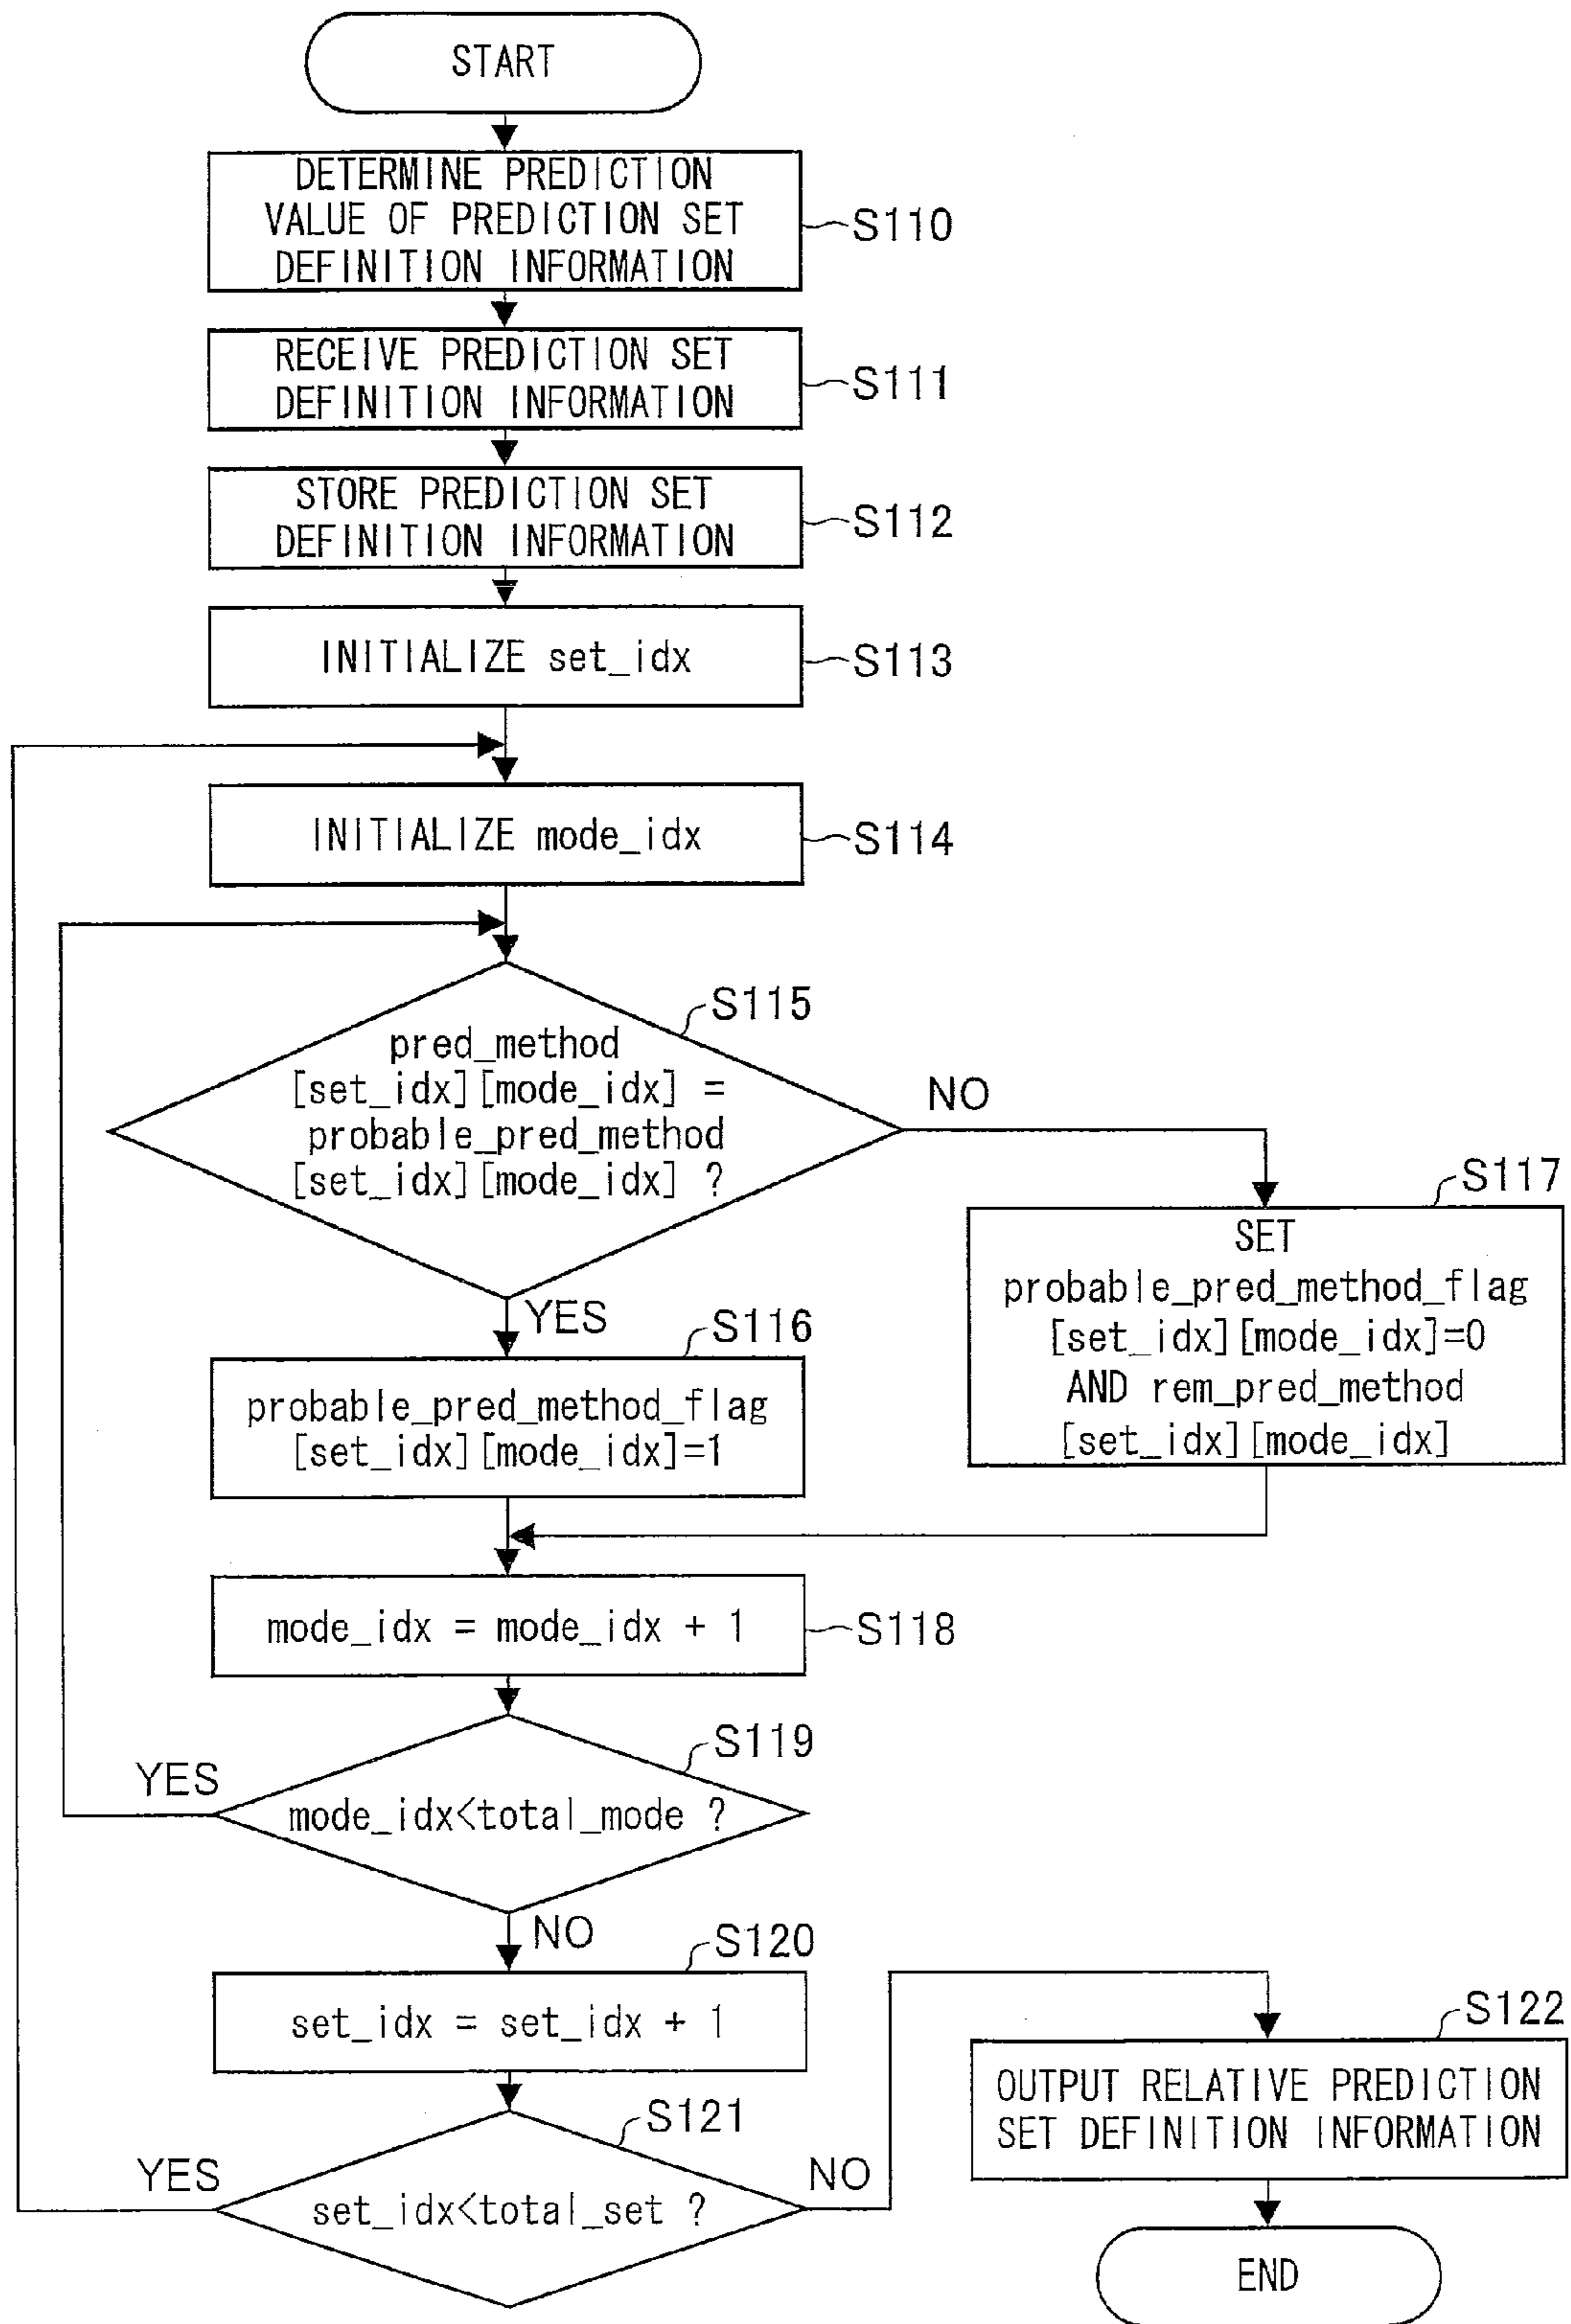 START
DETERMINE PREDICTION
VALUE OF PREDICTION SET
DEFINITION INFORMATION
S110
RECEIVE PREDICTION SET
DEFINITION INFORMATION
S111
STORE PREDICTION SET
DEFINITION INFORMATION
S112
INITIALIZE set_idx
S113
INITIALIZE mode_idx
S114
S115
pred_method
[set_idx][mode_idx] =
probable_pred_method
[set_idx][mode_idx] ?
NO
YES
S116
probable_pred_method_flag
[set_idx][mode_idx]=1
S117
SET
probable_pred_method_flag
[set_idx][mode_idx]=0
AND rem_pred_method
[set_idx][mode_idx]
mode_idx = mode_idx + 1
S118
S119
YES
mode_idx<total_mode ?
NO
S120
set_idx = set_idx + 1
S121
YES
set_idx<total_set ?
NO
S122
OUTPUT RELATIVE PREDICTION
SET DEFINITION INFORMATION
END